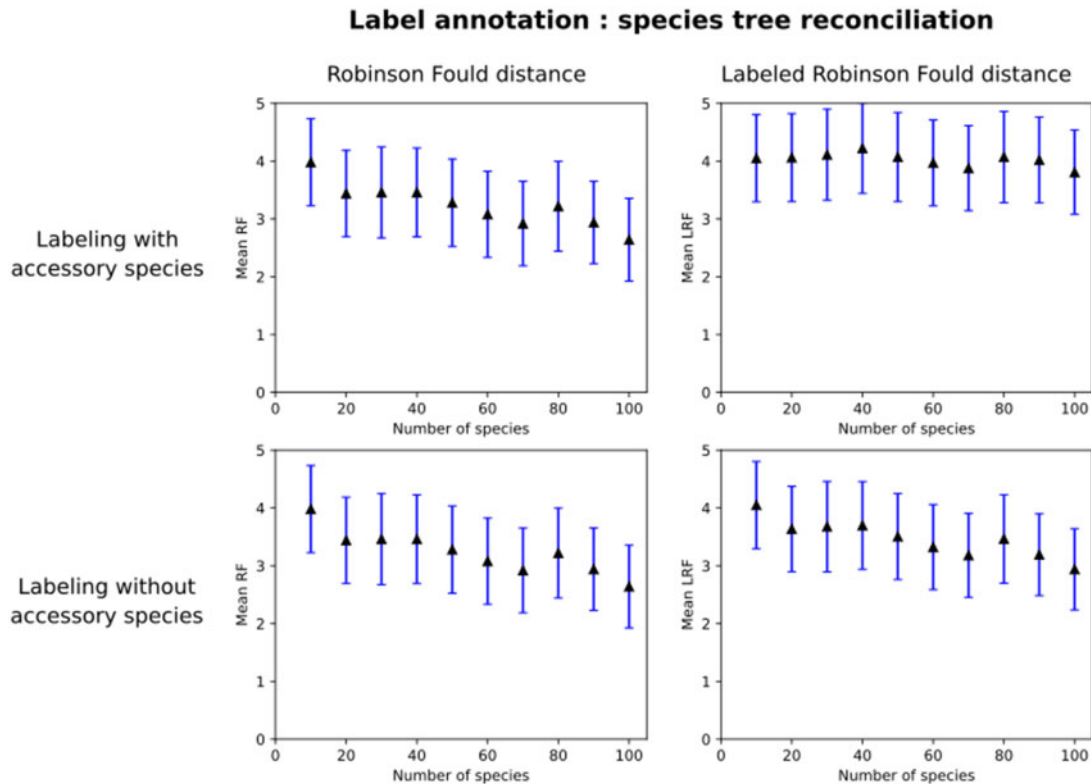 Label annotation : species tree reconciliation
Robinson Fould distance
Labeled Robinson Fould distance
Labeling with
accessory species
Mean RF
5
4
3
2
1
0
0 20 40 60 80 100
Number of species
Mean LRF
5
4
3
2
1
0
0 20 40 60 80 100
Number of species
Labeling without
accessory species
Mean RF
5
4
3
2
1
0
0 20 40 60 80 100
Number of species
Mean LRF
5
4
3
2
1
0
0 20 40 60 80 100
Number of species